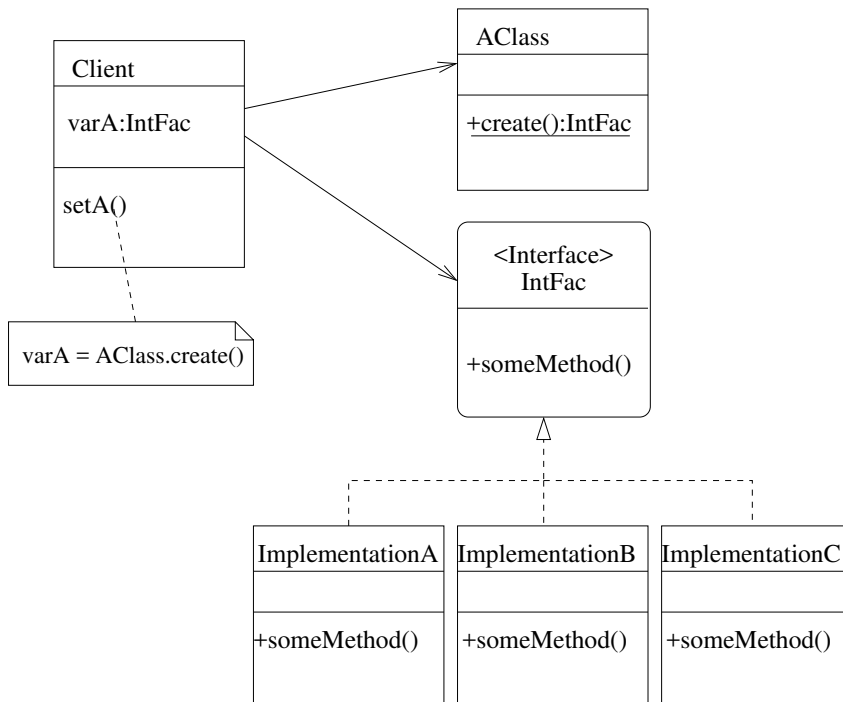 Client
varA:IntFac
setA()
varA = AClass.create()
AClass
+create():IntFac
<Interface>
IntFac
+someMethod()
ImplementationA
+someMethod()
ImplementationB
+someMethod()
ImplementationC
+someMethod()